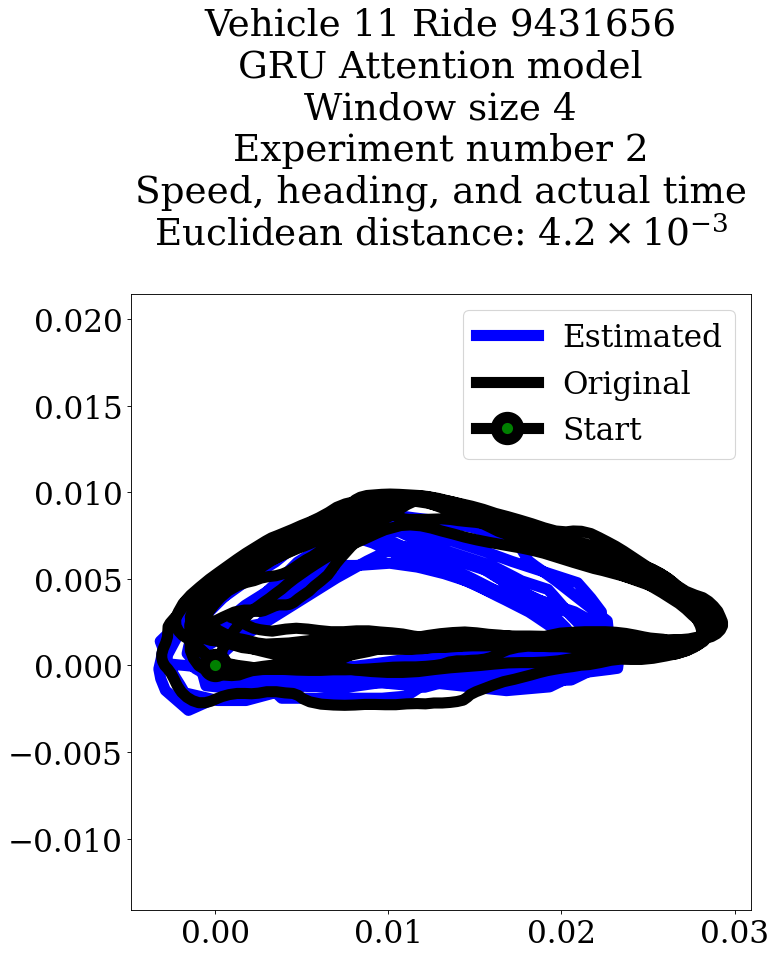 Vehicle 11 Ride 9431656
GRU Attention model
Window size 4
Experiment number 2
Speed, heading, and actual time
Euclidean distance: 4.2 × 10⁻³
Estimated
Original
Start
0.020
0.015
0.010
0.005
0.000
−0.005
−0.010
0.00 0.01 0.02 0.03